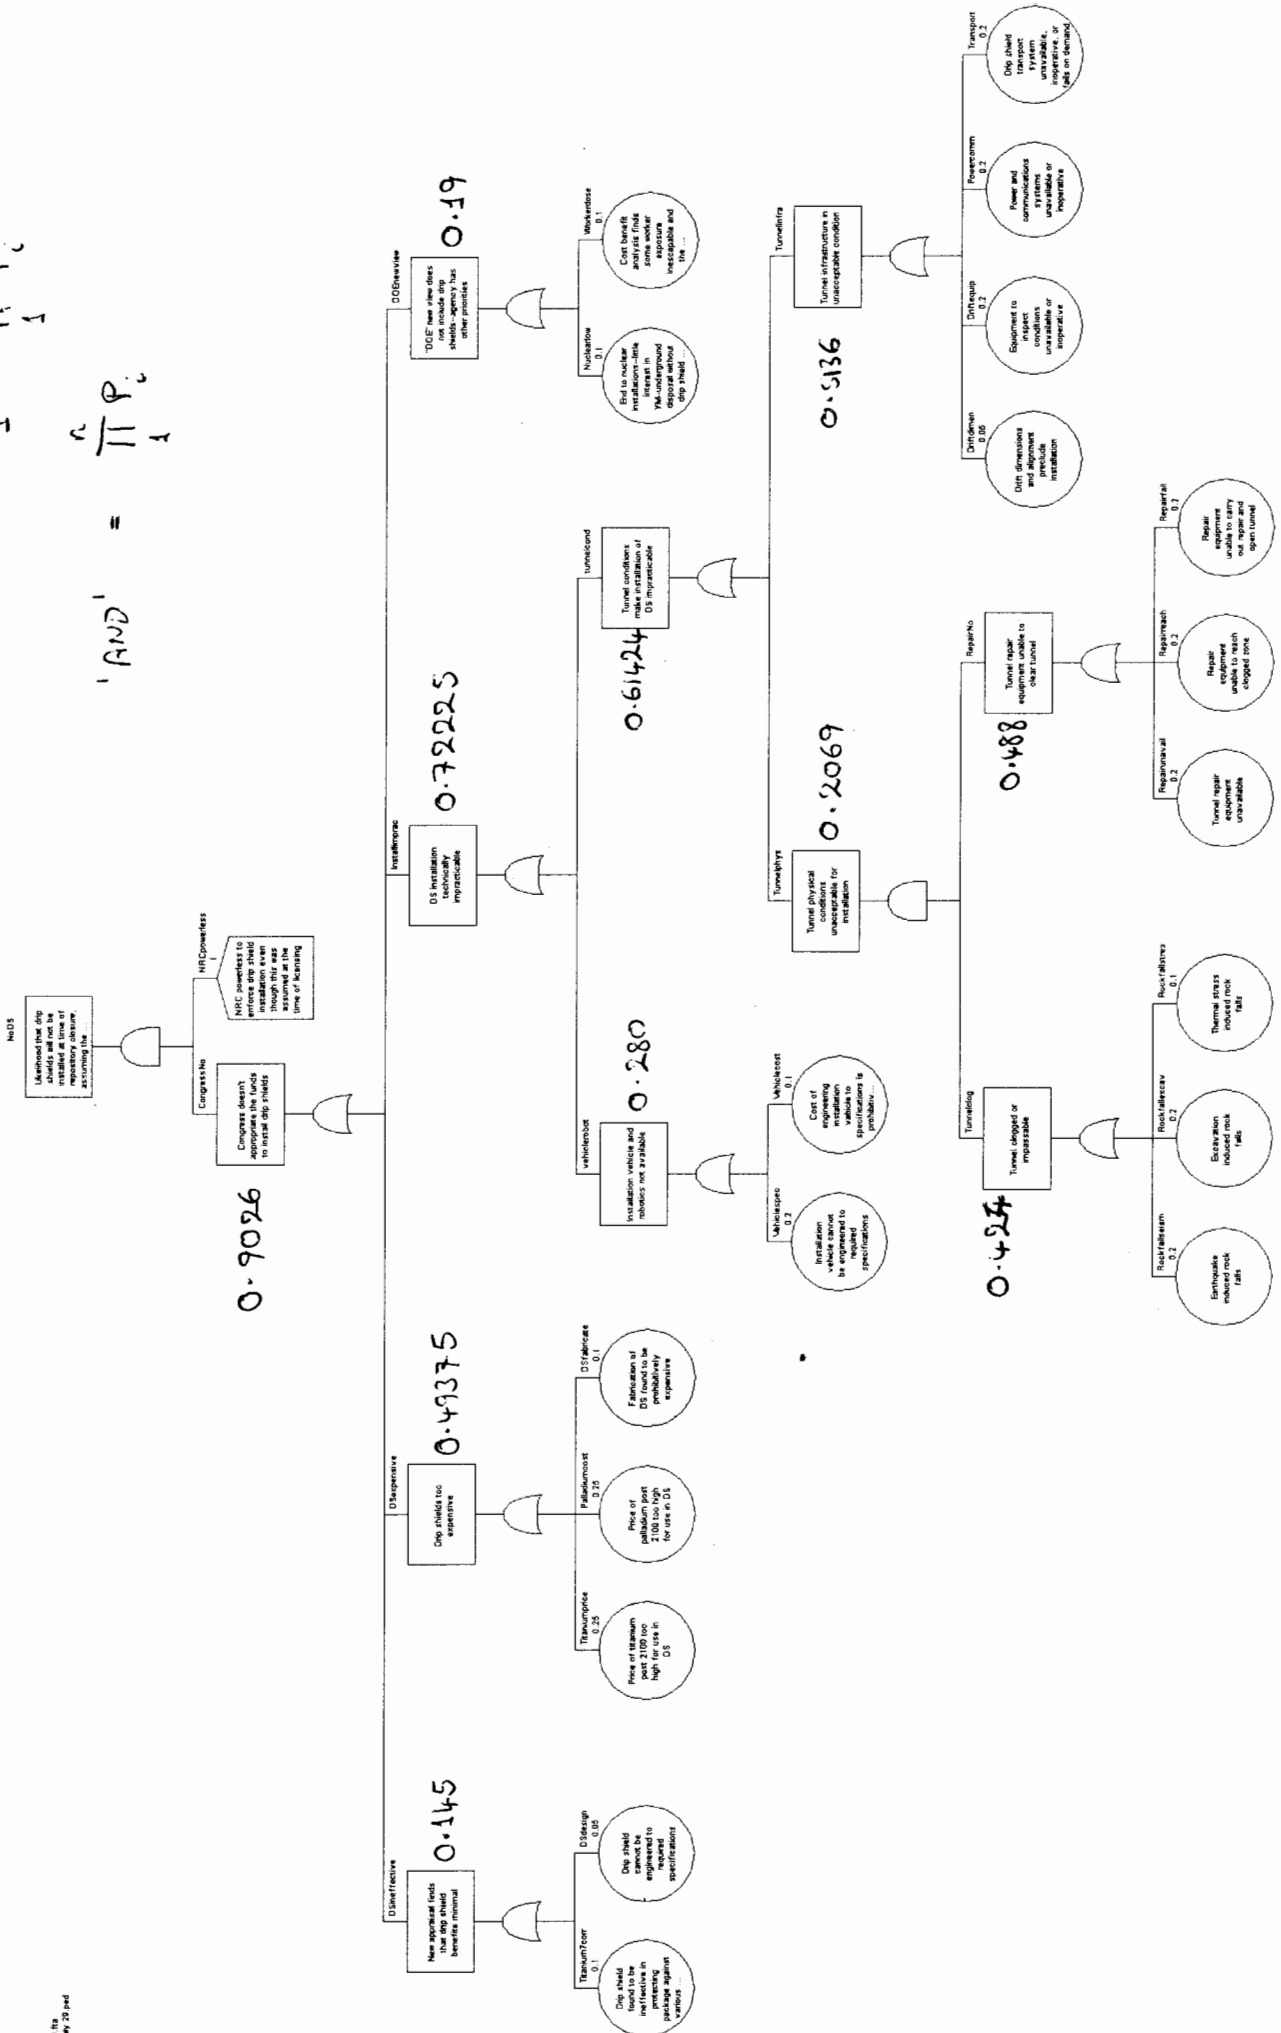 'AND' = n ∏ 1 Pᵢ
NoDS
Likelihood that drip
shields will not be
installed at time of
repository closure,
assuming the ...
CongressNo
Congress doesn't
appropriate the funds
to install drip shields
0.9026
NRCpowerless
1
NRC powerless to
enforce drip shield
installation even
though this was
assumed at the
time of licensing
DSineffective
New appraisal finds
that drip shield
benefits minimal
0.145
DSexpensive
Drip shields too
expensive
0.49375
Installimprac
DS installation
technically
impracticable
0.72225
DOEnewview
"DOE" new view does
not include drip
shields--agency has
other priorities
0.19
Titanium7corr
0.1
Drip shield
found to be
ineffective in
protecting
package against
various ...
DSdesign
0.05
Drip shield
cannot be
engineered to
required
specifications
Titaniumprice
0.25
Price of titanium
post 2100 too
high for use in
DS
Palladiumcost
0.25
Price of
palladium post
2100 too high
for use in DS
DSfabricate
0.1
Fabrication of
DS found to be
prohibitively
expensive
vehiclerobot
Installation vehicle and
robotics not available
0.280
tunnelcond
Tunnel conditions
make installation of
DS impracticable
0.61424
Nuclearlow
0.1
End to nuclear
installations--little
interest in
YM-underground
disposal without
drip shield ...
Workerdose
0.1
Cost benefit
analysis finds
some worker
exposure
inescapable and
the ...
Vehiclespec
0.2
Installation
vehicle cannot
be engineered to
required
specifications
Vehiclecost
0.1
Cost of
engineering
installation
vehicle to
specifications is
prohibitiv...
Tunnelphys
Tunnel physical
conditions
unacceptable for
installation
0.2069
Tunnelinfra
Tunnel infrastructure in
unacceptable condition
0.5136
Tunnelclog
Tunnel clogged or
impassable
0.424
RepairNo
Tunnel repair
equipment unable to
clear tunnel
0.488
Driftdimen
0.05
Drift dimensions
and alignment
preclude
installation
Driftequip
0.2
Equipment to
inspect
conditions
unavailable or
inoperative
Powercomm
0.2
Power and
communications
systems
unavailable or
inoperative
Transport
0.2
Drip shield
transport
system
unavailable,
inoperative, or
fails on demand
Rockfallseism
0.2
Earthquake
induced rock
falls
Rockfallexcav
0.2
Excavation
induced rock
falls
Rockfallstres
0.1
Thermal stress
induced rock
falls
Repairunavail
0.2
Tunnel repair
equipment
unavailable
Repairreach
0.2
Repair
equipment
unable to reach
clogged zone
Repairfail
0.2
Repair
equipment
unable to carry
out repair and
open tunnel